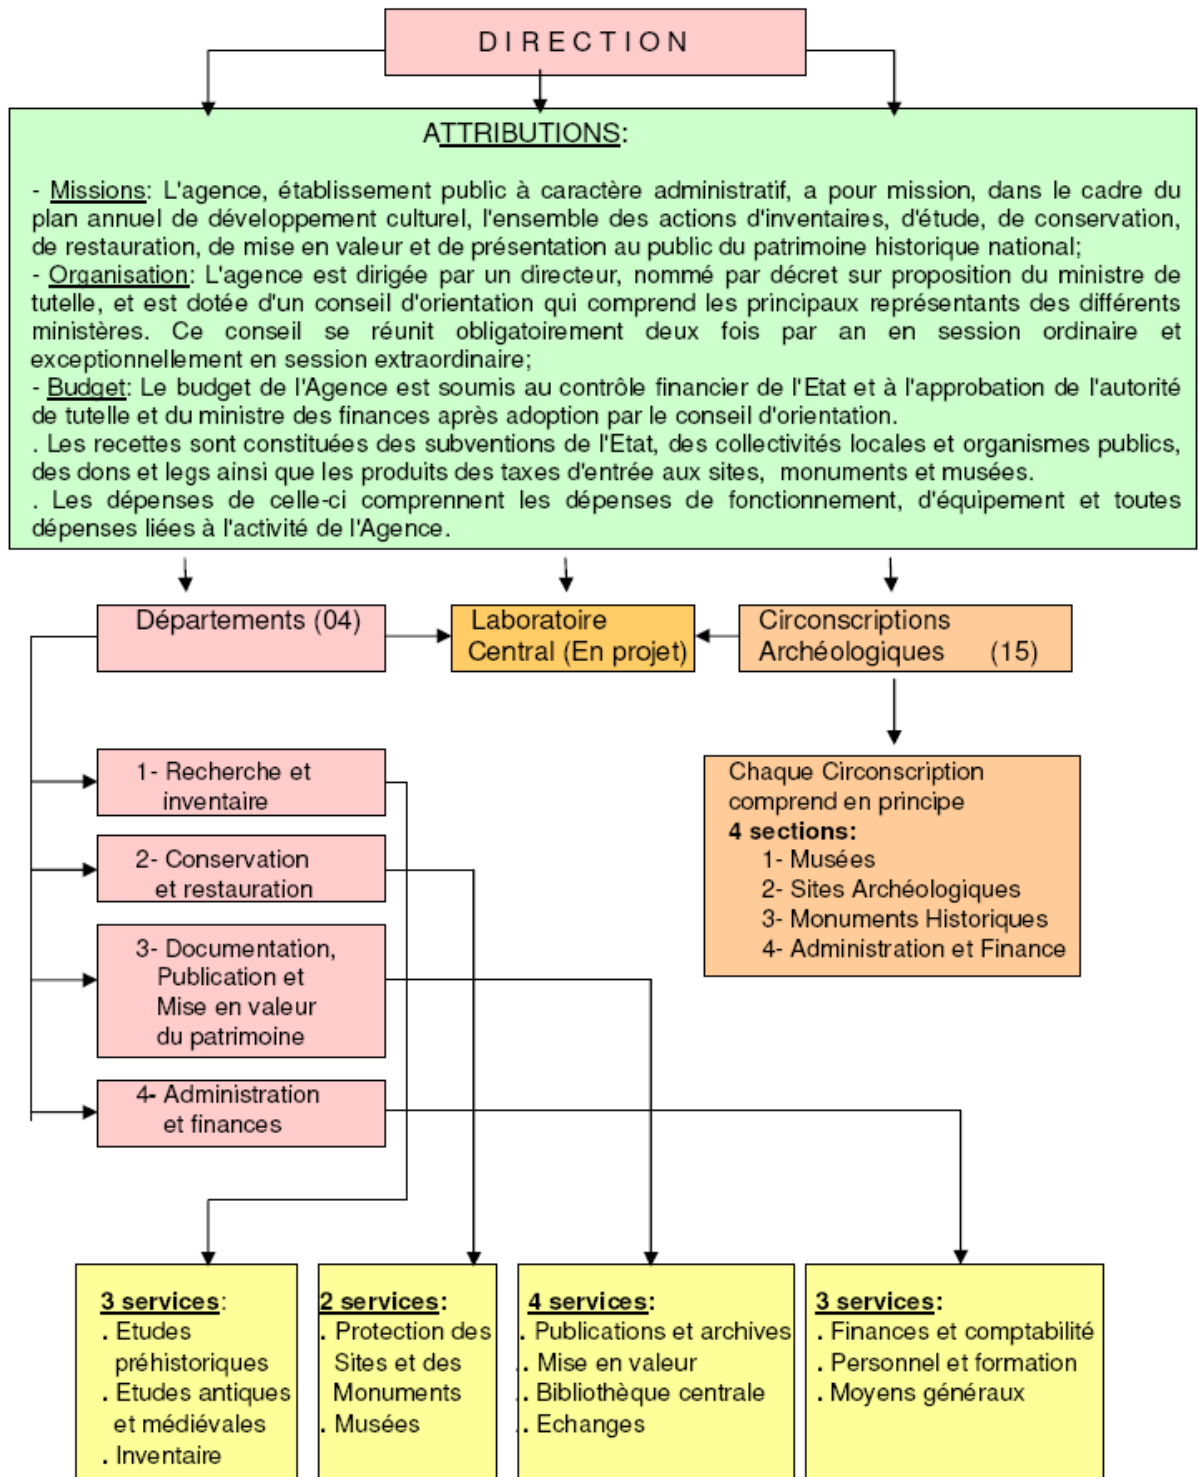 DIRECTION
ATTRIBUTIONS:
- Missions: L'agence, établissement public à caractère administratif, a pour mission, dans le cadre du
plan annuel de développement culturel, l'ensemble des actions d'inventaires, d'étude, de conservation,
de restauration, de mise en valeur et de présentation au public du patrimoine historique national;
- Organisation: L'agence est dirigée par un directeur, nommé par décret sur proposition du ministre de
tutelle, et est dotée d'un conseil d'orientation qui comprend les principaux représentants des différents
ministères. Ce conseil se réunit obligatoirement deux fois par an en session ordinaire et
exceptionnellement en session extraordinaire;
- Budget: Le budget de l'Agence est soumis au contrôle financier de l'Etat et à l'approbation de l'autorité
de tutelle et du ministre des finances après adoption par le conseil d'orientation.
. Les recettes sont constituées des subventions de l'Etat, des collectivités locales et organismes publics,
des dons et legs ainsi que les produits des taxes d'entrée aux sites, monuments et musées.
. Les dépenses de celle-ci comprennent les dépenses de fonctionnement, d'équipement et toutes
dépenses liées à l'activité de l'Agence.
Départements (04)
Laboratoire
Central (En projet)
Circonscriptions
Archéologiques (15)
1- Recherche et
inventaire
2- Conservation
et restauration
3- Documentation,
Publication et
Mise en valeur
du patrimoine
4- Administration
et finances
Chaque Circonscription
comprend en principe
4 sections:
1- Musées
2- Sites Archéologiques
3- Monuments Historiques
4- Administration et Finance
3 services:
. Etudes
préhistoriques
. Etudes antiques
et médiévales
. Inventaire
2 services:
. Protection des
Sites et des
Monuments
. Musées
4 services:
. Publications et archives
.. Mise en valeur
.. Bibliothèque centrale
.. Echanges
3 services:
. Finances et comptabilité
. Personnel et formation
. Moyens généraux